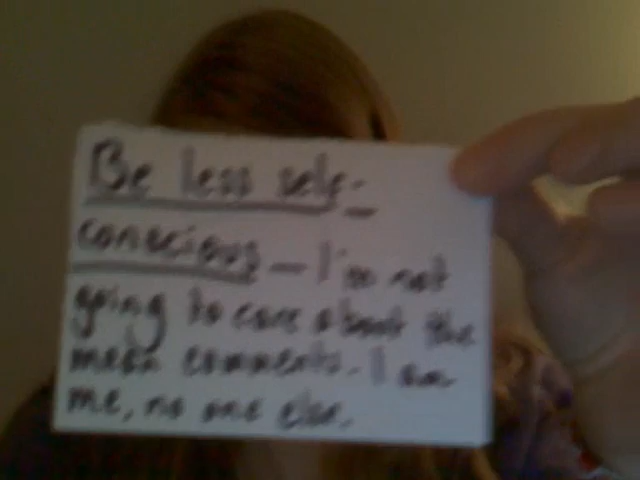 Be less self-
conscious - I'm not
going to care about the
mean comments. I am
me, no one else.